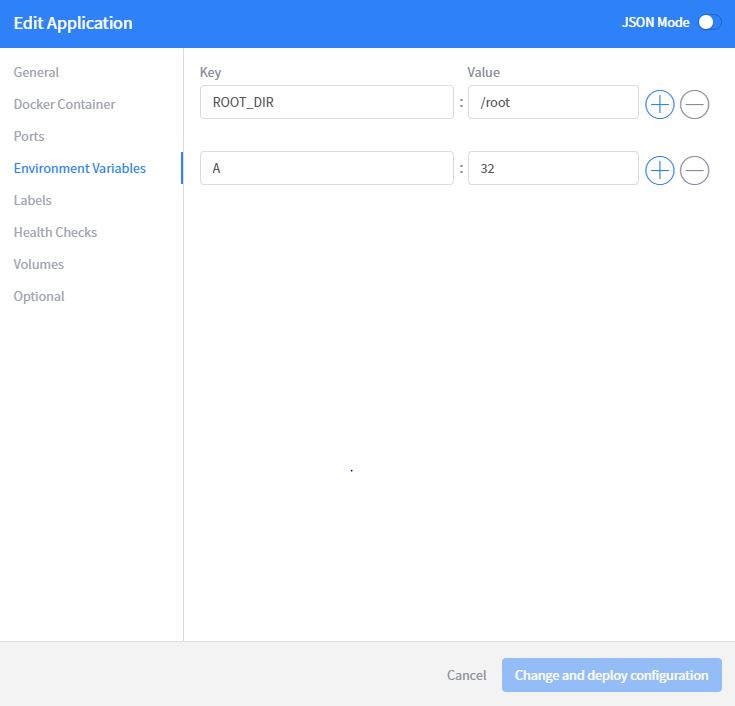 Edit Application
JSON Mode
General
Docker Container
Ports
Environment Variables
Labels
Health Checks
Volumes
Optional
Key
Value
ROOT_DIR : /root
A : 32
Cancel
Change and deploy configuration